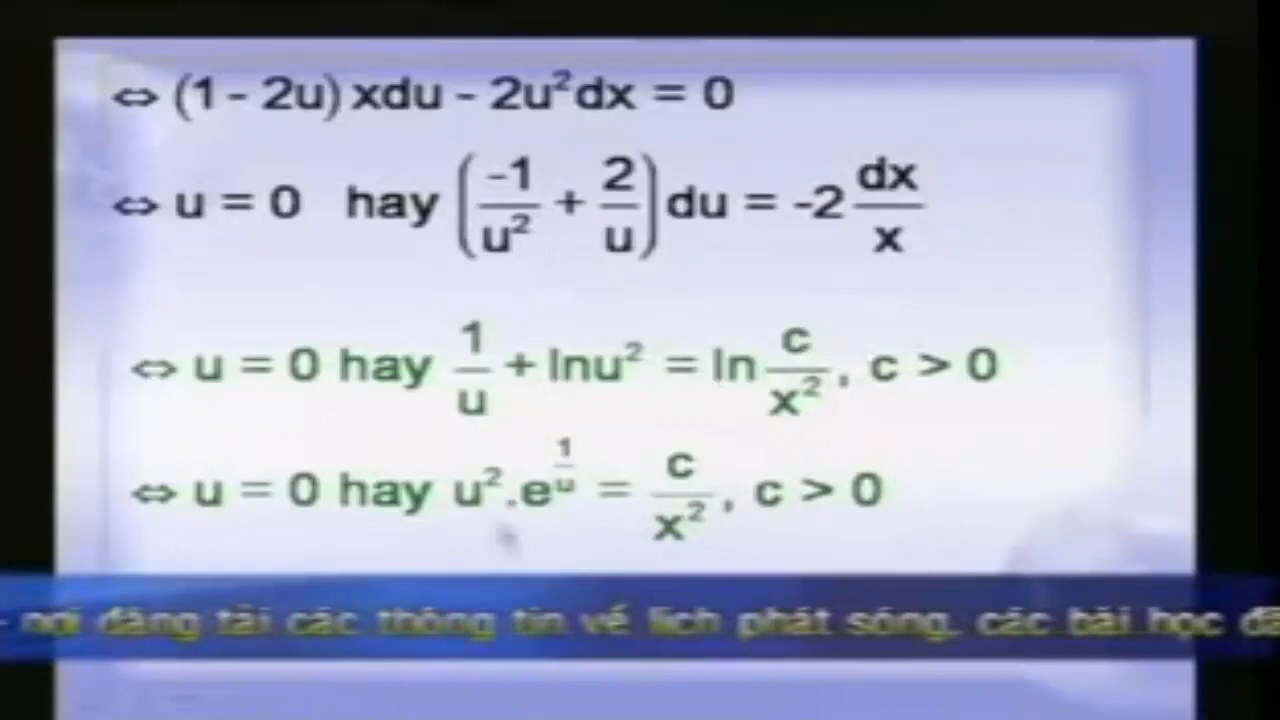 ⇔ (1 - 2u) xdu - 2u²dx = 0
⇔ u = 0 hay (-1/u² + 2/u) du = -2 dx/x
⇔ u = 0 hay 1/u + lnu² = ln c/x², c > 0
⇔ u = 0 hay u².e^(1/u) = c/x², c > 0
- nơi đăng tải các thông tin về lịch phát sóng, các bài học đã